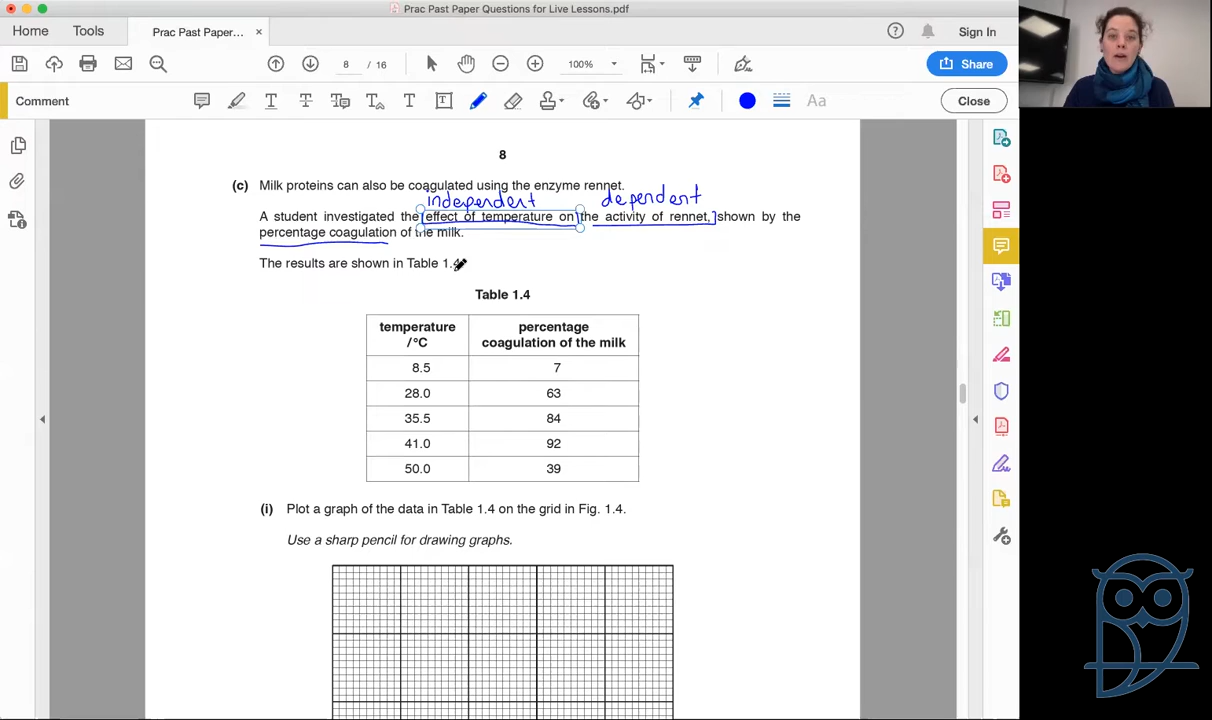 Prac Past Paper Questions for Live Lessons.pdf
Home Tools Prac Past Paper... × Sign In
8 / 16 100% Share
Comment Aa Close
8
(c) Milk proteins can also be coagulated using the enzyme rennet.
independent dependent
A student investigated the effect of temperature on the activity of rennet, shown by the
percentage coagulation of the milk.
The results are shown in Table 1.4
Table 1.4
temperature /°C percentage coagulation of the milk
8.5 7
28.0 63
35.5 84
41.0 92
50.0 39
(i) Plot a graph of the data in Table 1.4 on the grid in Fig. 1.4.
Use a sharp pencil for drawing graphs.